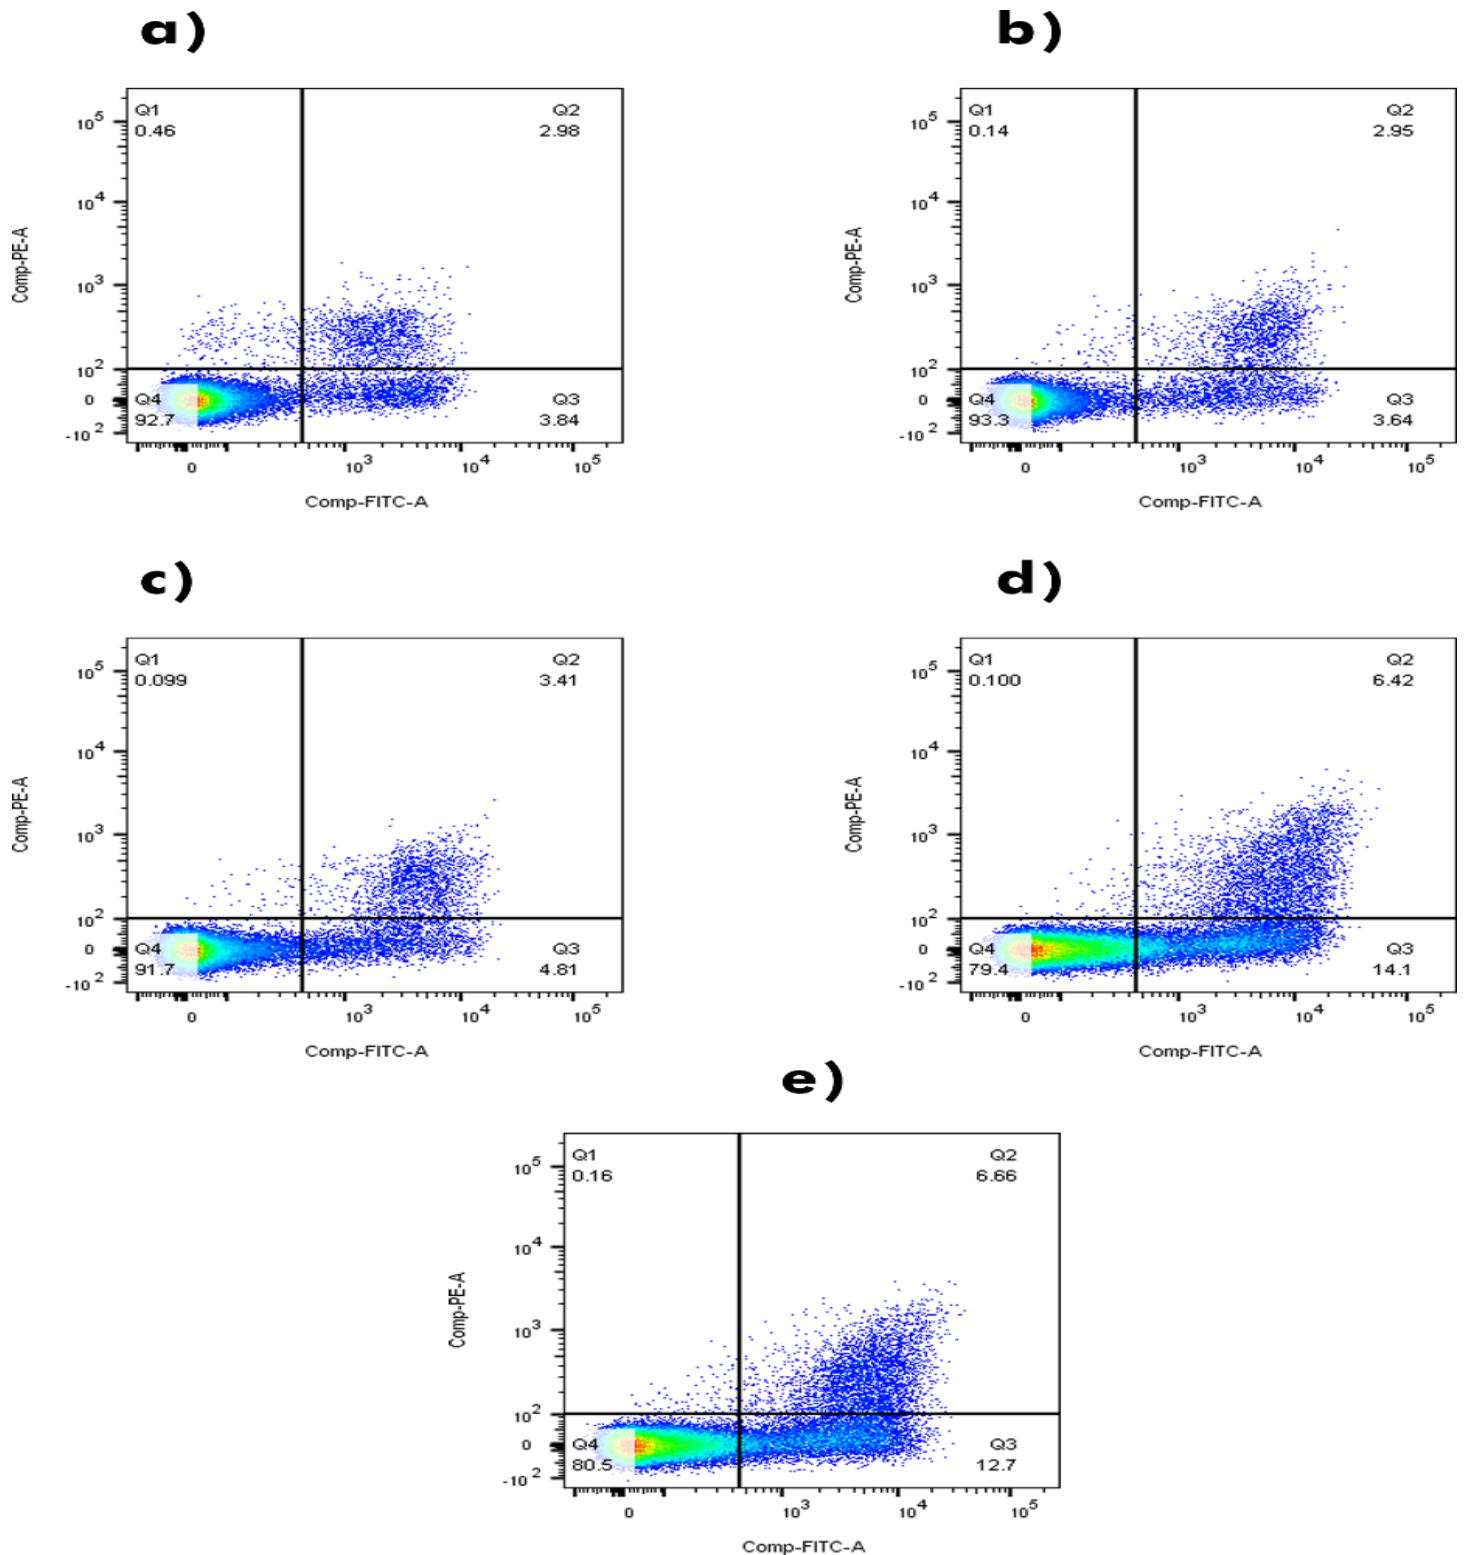 a)
Q1
0.46
Q2
2.98
10^5
10^4
10^3
10^2
0
-10^2
Comp-PE-A
Q4
92.7
Q3
3.84
0
10^3
10^4
10^5
Comp-FITC-A
b)
Q1
0.14
Q2
2.95
10^5
10^4
10^3
10^2
0
-10^2
Comp-PE-A
Q4
93.3
Q3
3.64
0
10^3
10^4
10^5
Comp-FITC-A
c)
Q1
0.099
Q2
3.41
10^5
10^4
10^3
10^2
0
-10^2
Comp-PE-A
Q4
91.7
Q3
4.81
0
10^3
10^4
10^5
Comp-FITC-A
d)
Q1
0.100
Q2
6.42
10^5
10^4
10^3
10^2
0
-10^2
Comp-PE-A
Q4
79.4
Q3
14.1
0
10^3
10^4
10^5
Comp-FITC-A
e)
Q1
0.16
Q2
6.66
10^5
10^4
10^3
10^2
0
-10^2
Comp-PE-A
Q4
80.5
Q3
12.7
0
10^3
10^4
10^5
Comp-FITC-A